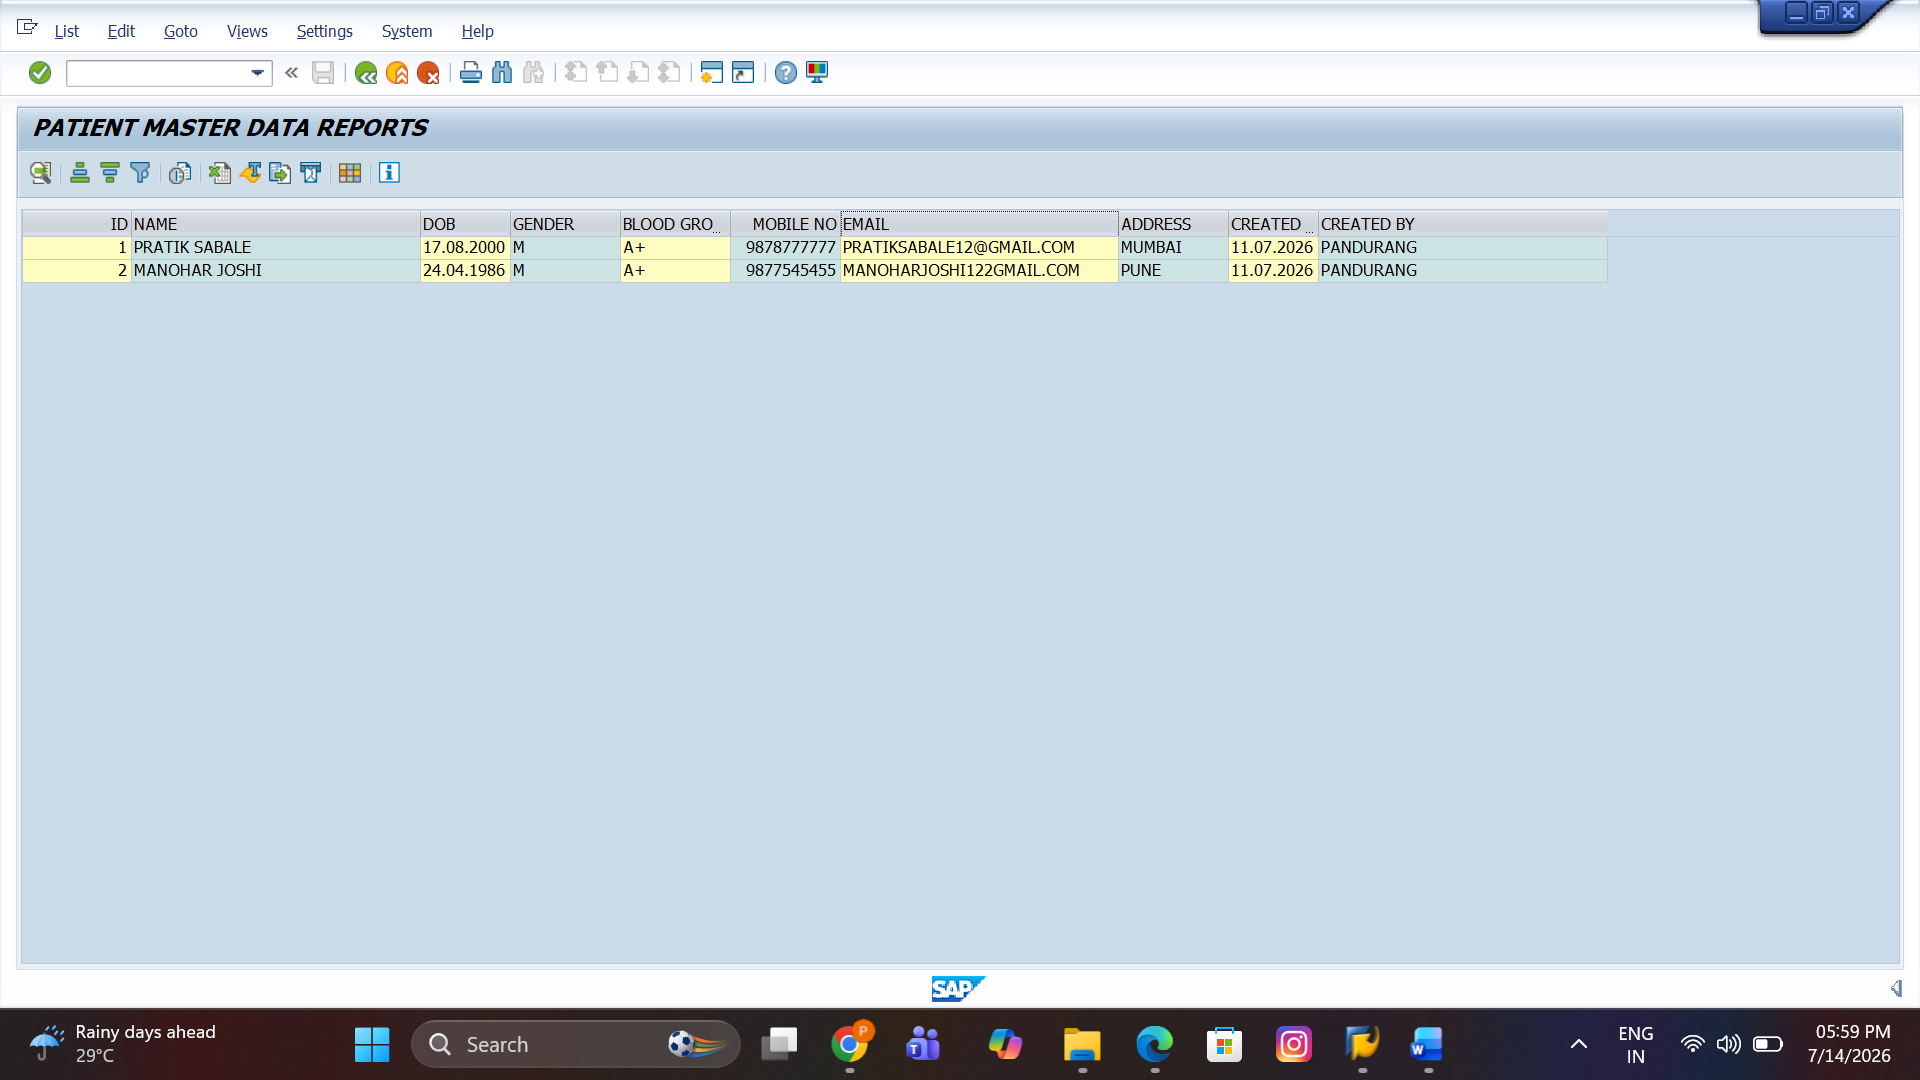 List Edit Goto Views Settings System Help
PATIENT MASTER DATA REPORTS
ID NAME DOB GENDER BLOOD GRO... MOBILE NO EMAIL ADDRESS CREATED ... CREATED BY
1 PRATIK SABALE 17.08.2000 M A+ 9878777777 PRATIKSABALE12@GMAIL.COM MUMBAI 11.07.2026 PANDURANG
2 MANOHAR JOSHI 24.04.1986 M A+ 9877545455 MANOHARJOSHI122GMAIL.COM PUNE 11.07.2026 PANDURANG
SAP
Rainy days ahead
29°C
Search
P
T
W
ENG
IN
05:59 PM
7/14/2026